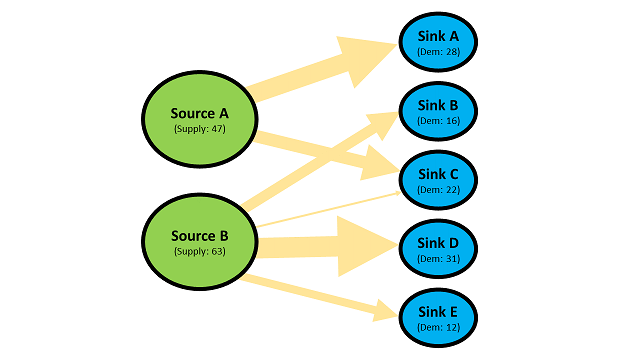 Source A
(Supply: 47)
Source B
(Supply: 63)
Sink A
(Dem: 28)
Sink B
(Dem: 16)
Sink C
(Dem: 22)
Sink D
(Dem: 31)
Sink E
(Dem: 12)